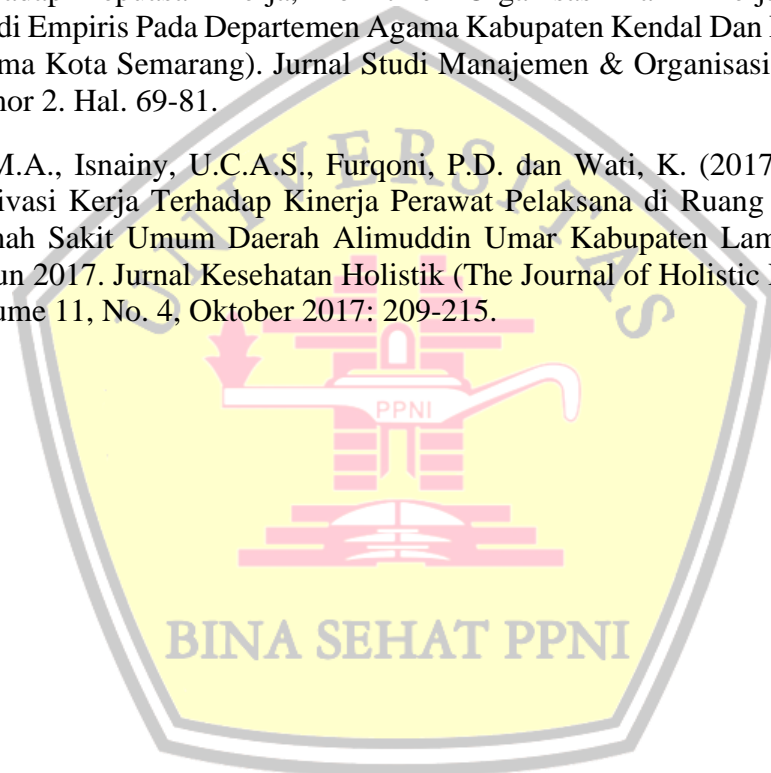 di Empiris Pada Departemen Agama Kabupaten Kendal Dan
ma Kota Semarang). Jurnal Studi Manajemen & Organisasi
nor 2. Hal. 69-81.
M.A., Isnainy, U.C.A.S., Furqoni, P.D. dan Wati, K. (2017
ivasi Kerja Terhadap Kinerja Perawat Pelaksana di Ruang
nah Sakit Umum Daerah Alimuddin Umar Kabupaten Lam
un 2017. Jurnal Kesehatan Holistik (The Journal of Holistic
ume 11, No. 4, Oktober 2017: 209-215.
UNIVERSITAS
PPNI
BINA SEHAT PPNI